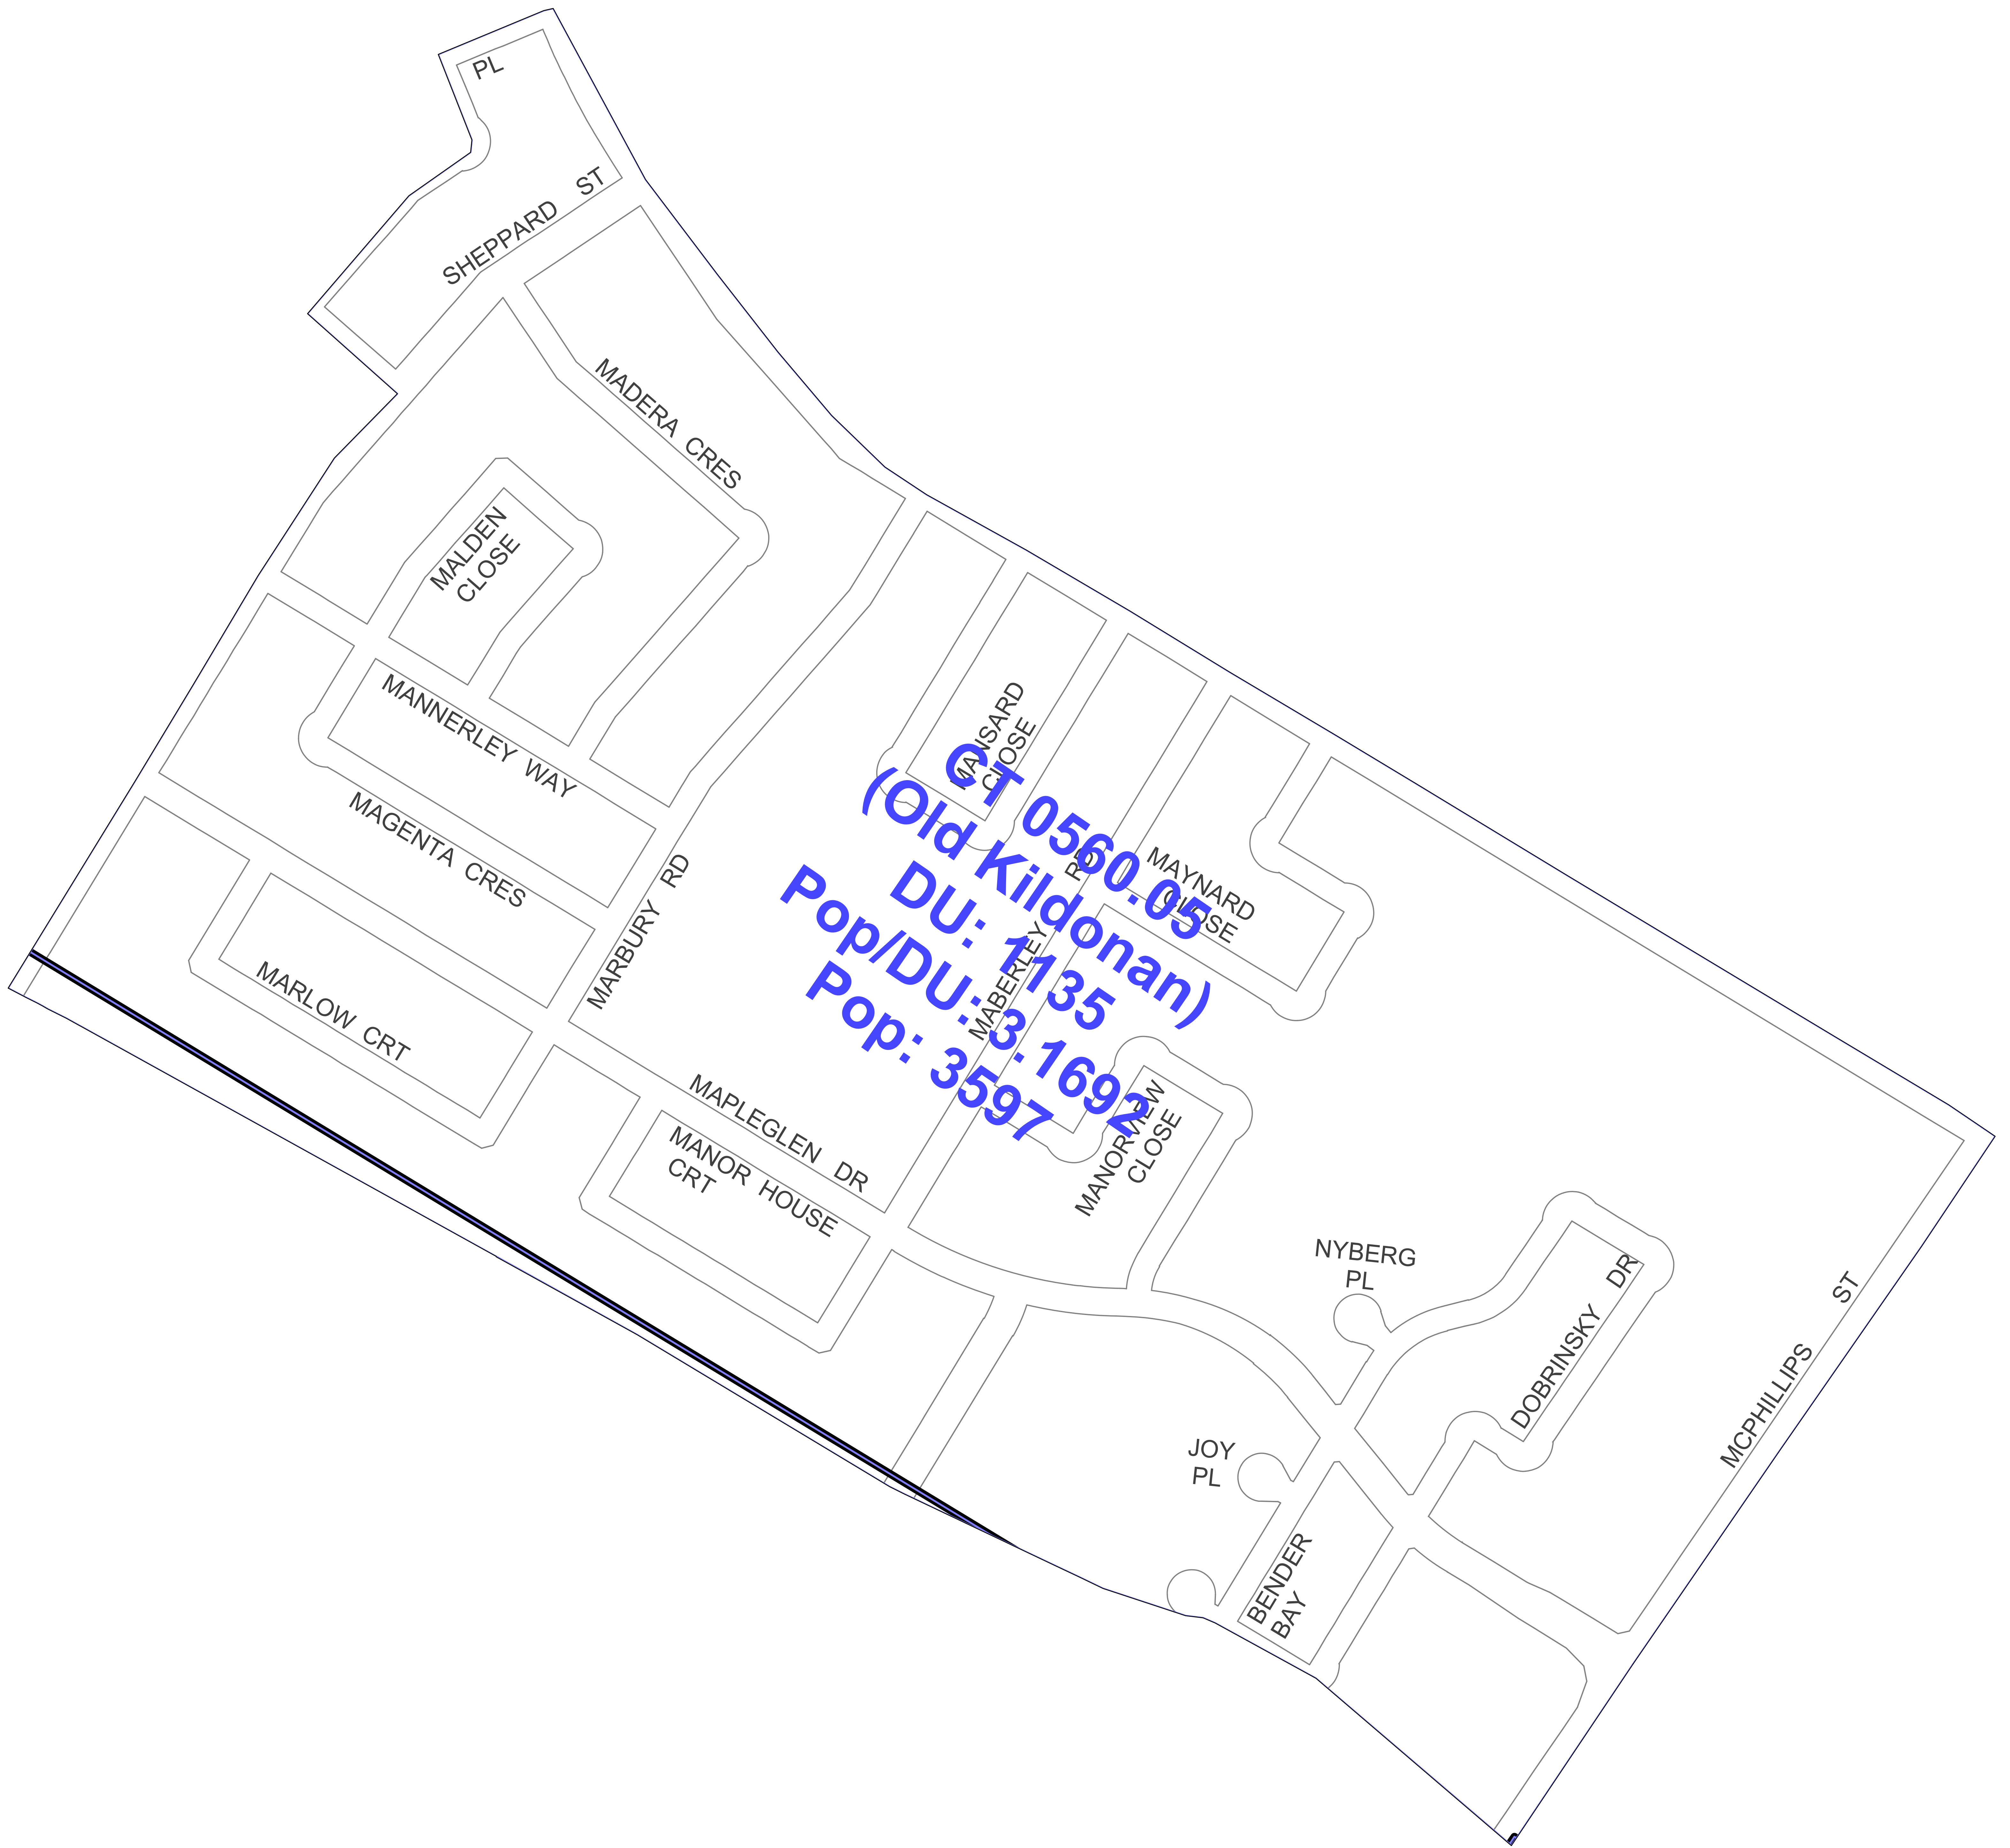 PL
SHEPPARD ST
MADERA CRES
MALDEN
CLOSE
MANNERLEY WAY
MAGENTA CRES
MARLOW CRT
MARBURY RD
MANSARD
CLOSE
MAYNARD
CLOSE
MABERLEY RD
CT 0560.05
(Old Kildonan)
DU: 1135
Pop/DU: 3.1692
Pop: 3597
MAPLEGLEN DR
MANOR HOUSE
CRT
MANORVIEW
CLOSE
NYBERG
PL
DOBRINSKY DR
MCPHILLIPS ST
JOY
PL
BENDER
BAY